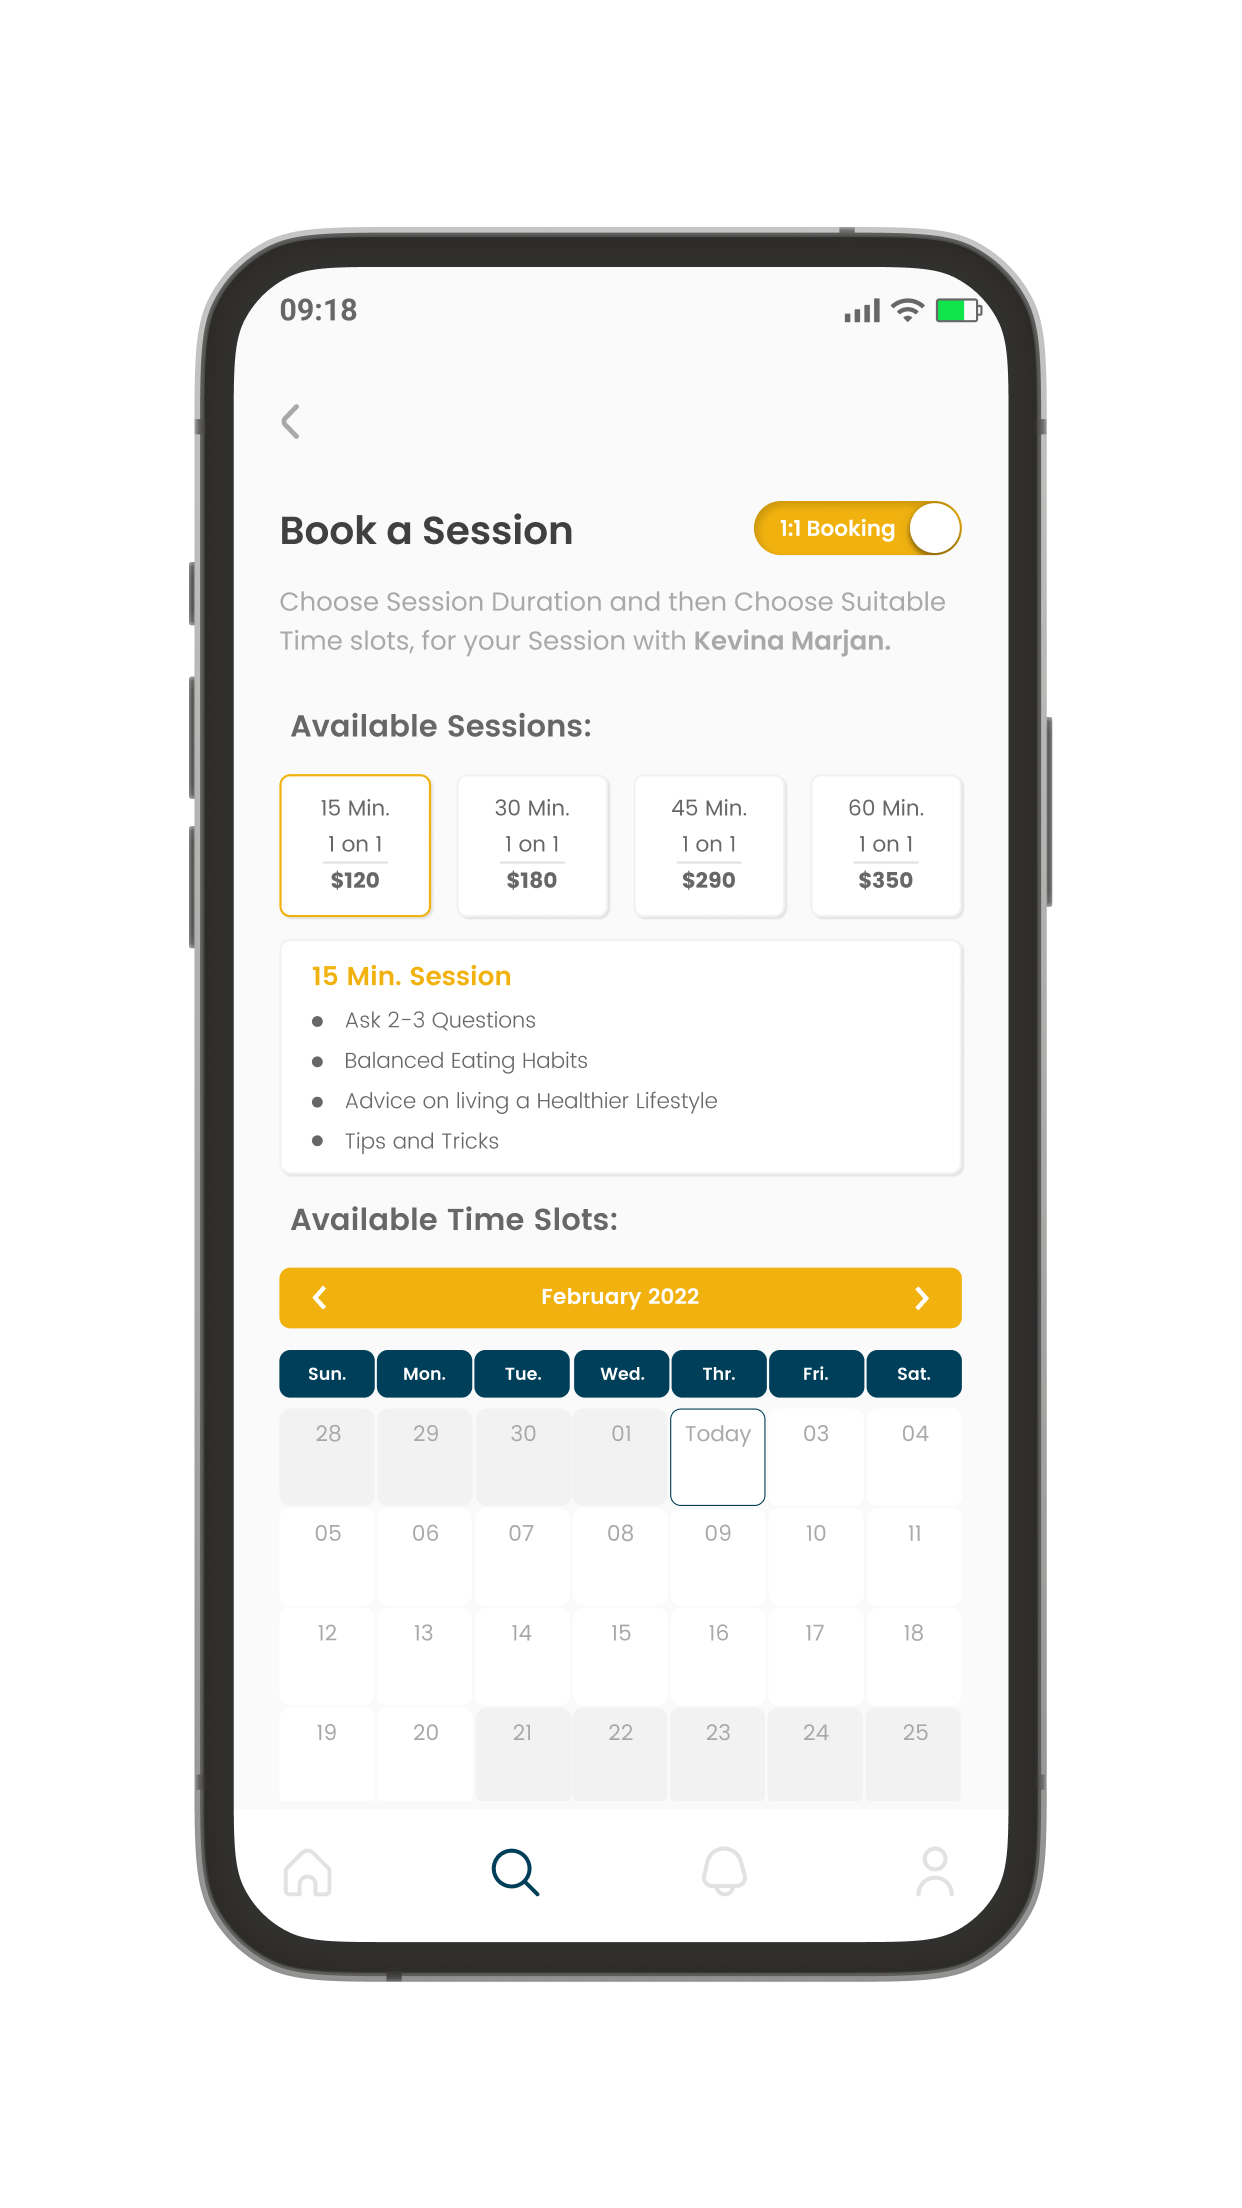 09:18
Book a Session
1:1 Booking
Choose Session Duration and then Choose Suitable
Time slots, for your Session with Kevina Marjan.
Available Sessions:
15 Min.
1 on 1
$120
30 Min.
1 on 1
$180
45 Min.
1 on 1
$290
60 Min.
1 on 1
$350
15 Min. Session
Ask 2-3 Questions
Balanced Eating Habits
Advice on living a Healthier Lifestyle
Tips and Tricks
Available Time Slots:
February 2022
Sun. Mon. Tue. Wed. Thr. Fri. Sat.
28 29 30 01 Today 03 04
05 06 07 08 09 10 11
12 13 14 15 16 17 18
19 20 21 22 23 24 25